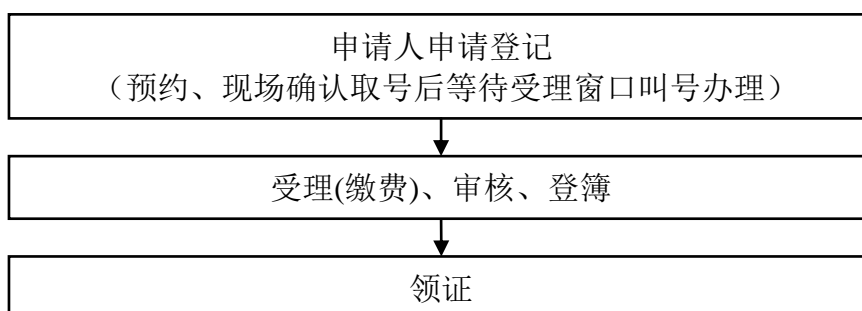 申请人申请登记
（预约、现场确认取号后等待受理窗口叫号办理）
受理(缴费)、审核、登簿
领证